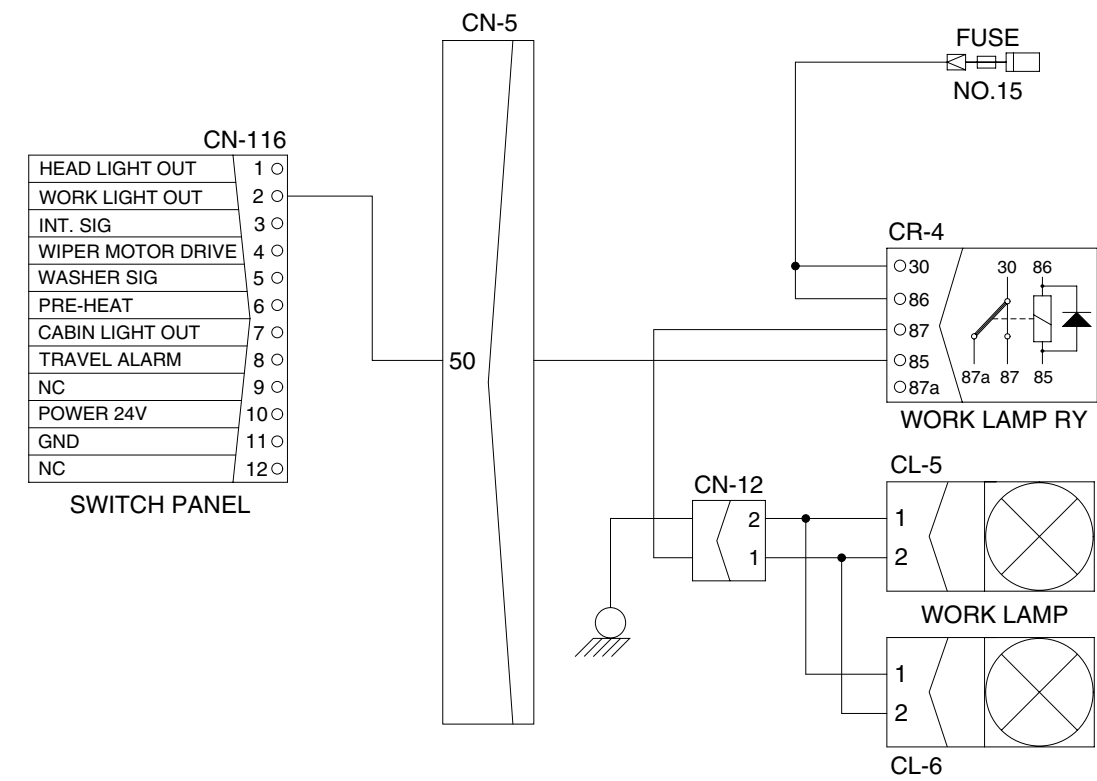 CN-5
FUSE
NO.15
CN-116
HEAD LIGHT OUT 1
WORK LIGHT OUT 2
INT. SIG 3
WIPER MOTOR DRIVE 4
WASHER SIG 5
PRE-HEAT 6
CABIN LIGHT OUT 7
TRAVEL ALARM 8
NC 9
POWER 24V 10
GND 11
NC 12
SWITCH PANEL
50
CR-4
30
86
87
85
87a
30 86
87a 87 85
WORK LAMP RY
CN-12
2
1
CL-5
1
2
WORK LAMP
1
2
CL-6